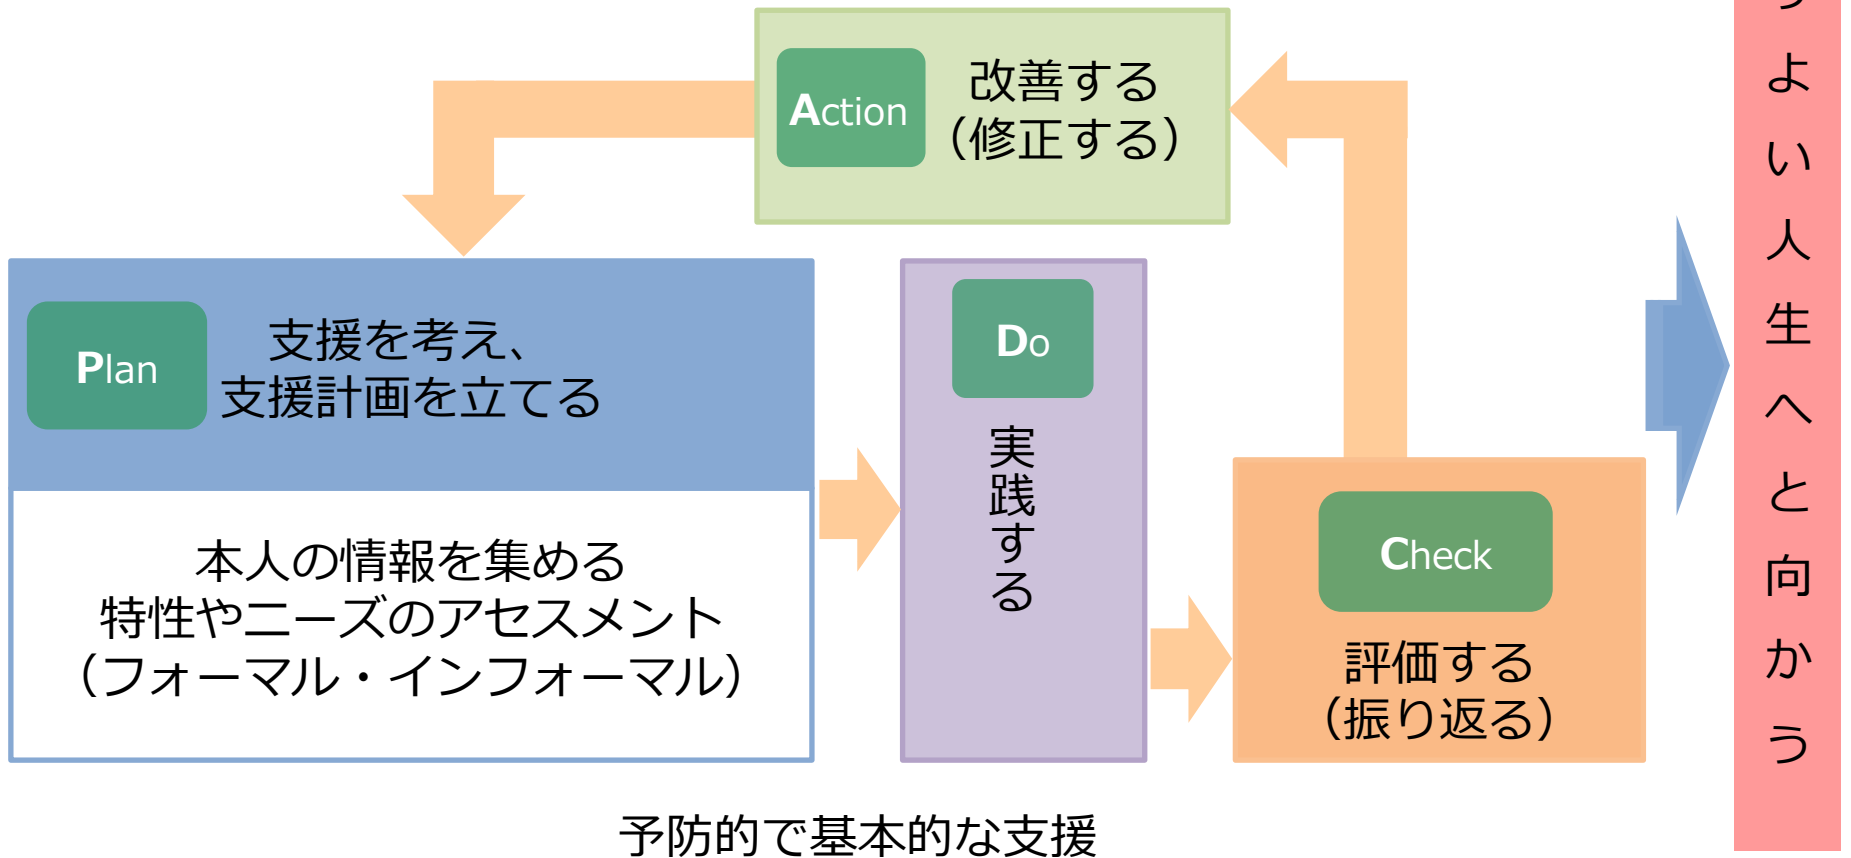 Action
改善する
（修正する）
Plan
支援を考え、
支援計画を立てる
本人の情報を集める
特性やニーズのアセスメント
（フォーマル・インフォーマル）
Do
実践する
Check
評価する
（振り返る）
よい人生へと向かう
予防的で基本的な支援